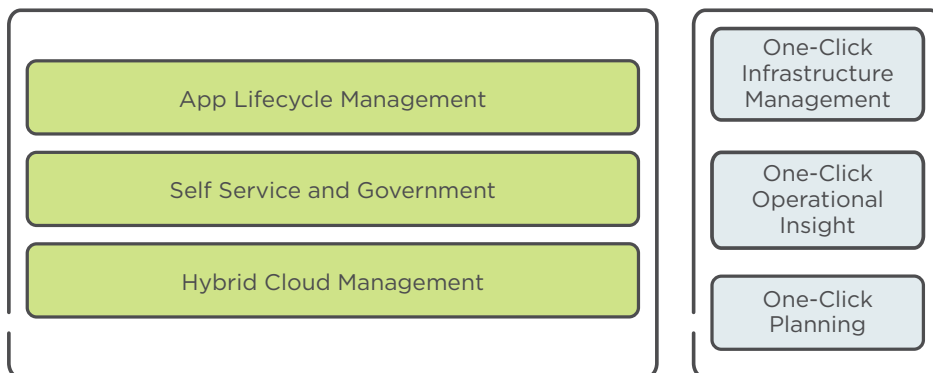 App Lifecycle Management
Self Service and Government
Hybrid Cloud Management
One-Click
Infrastructure
Management
One-Click
Operational
Insight
One-Click
Planning